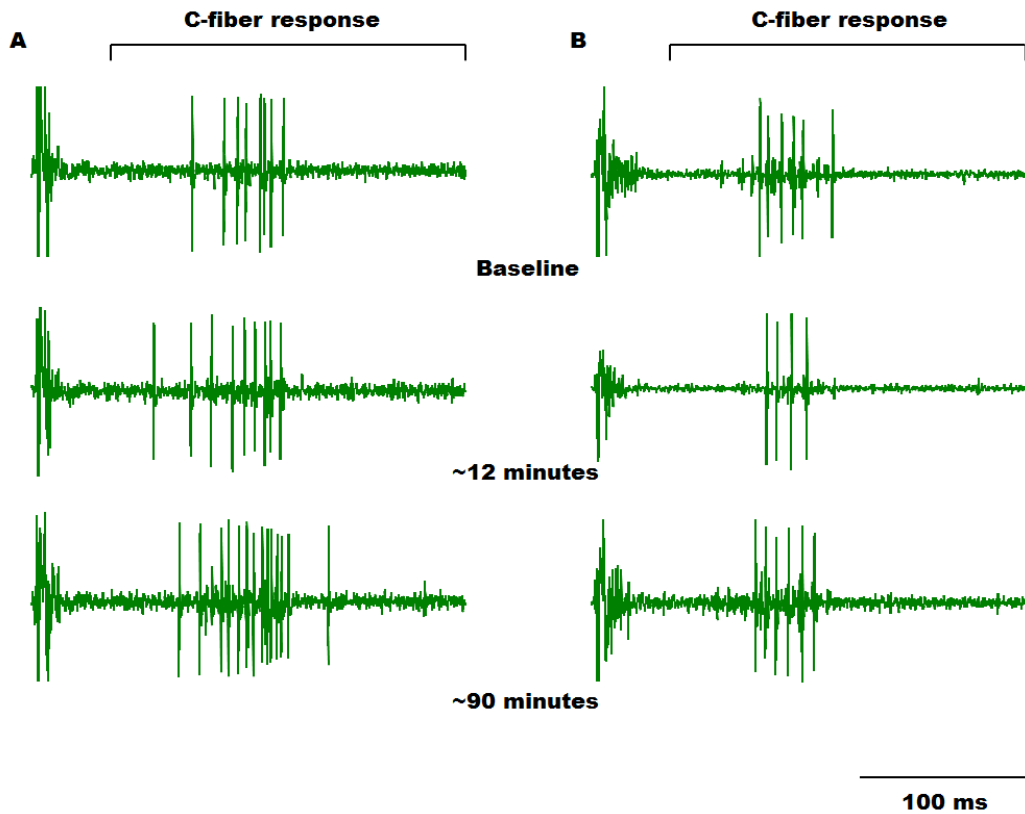 C-fiber response
C-fiber response
A
B
Baseline
~12 minutes
~90 minutes
100 ms